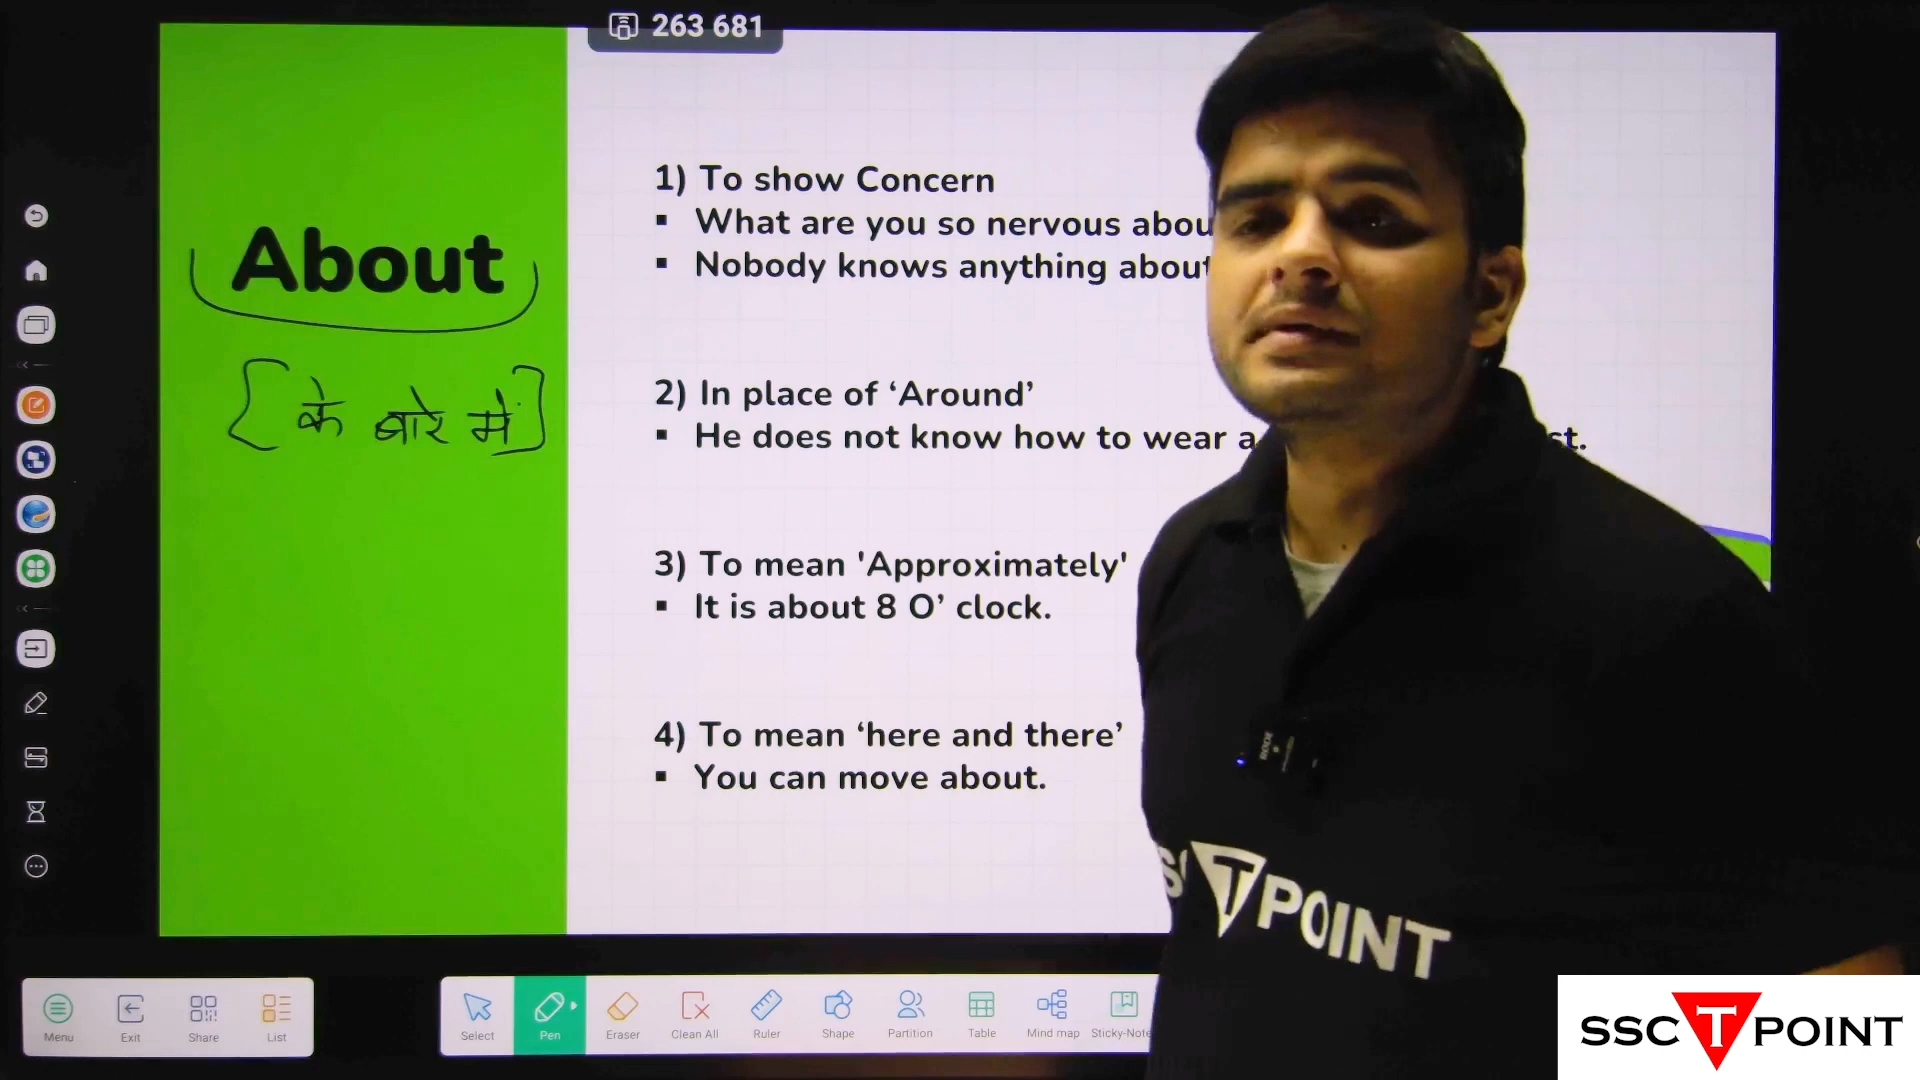 263 681
About
के बारे में
1) To show Concern
▪ What are you so nervous abou
▪ Nobody knows anything about
2) In place of ‘Around’
▪ He does not know how to wear a st.
3) To mean 'Approximately'
▪ It is about 8 O’ clock.
4) To mean ‘here and there’
▪ You can move about.
RODE
TPOINT
Menu Exit Share List
Select Pen Eraser Clean All Ruler Shape Partition Table Mind map Sticky-Note
SSC T POINT